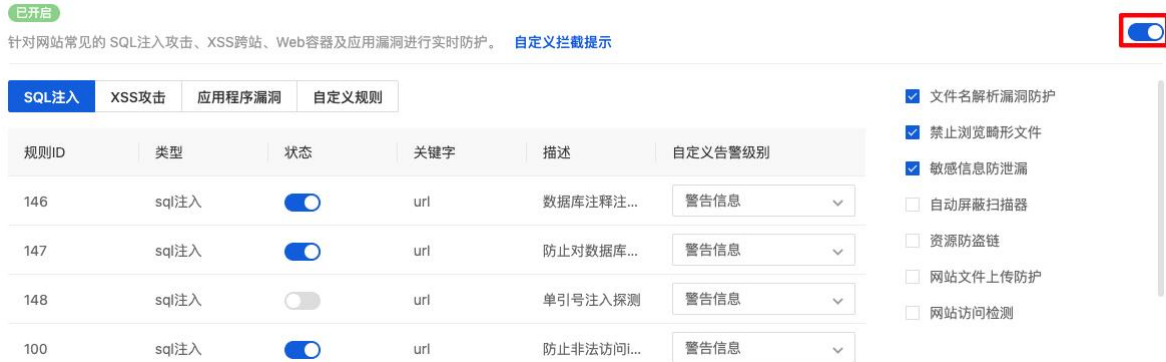 已开启
针对网站常见的 SQL注入攻击、XSS跨站、Web容器及应用漏洞进行实时防护。 自定义拦截提示
SQL注入 XSS攻击 应用程序漏洞 自定义规则
规则ID 类型 状态 关键字 描述 自定义告警级别
146 sql注入 url 数据库注释注... 警告信息
147 sql注入 url 防止对数据库... 警告信息
148 sql注入 url 单引号注入探测 警告信息
100 sql注入 url 防止非法访问i... 警告信息
文件名解析漏洞防护
禁止浏览畸形文件
敏感信息防泄漏
自动屏蔽扫描器
资源防盗链
网站文件上传防护
网站访问检测